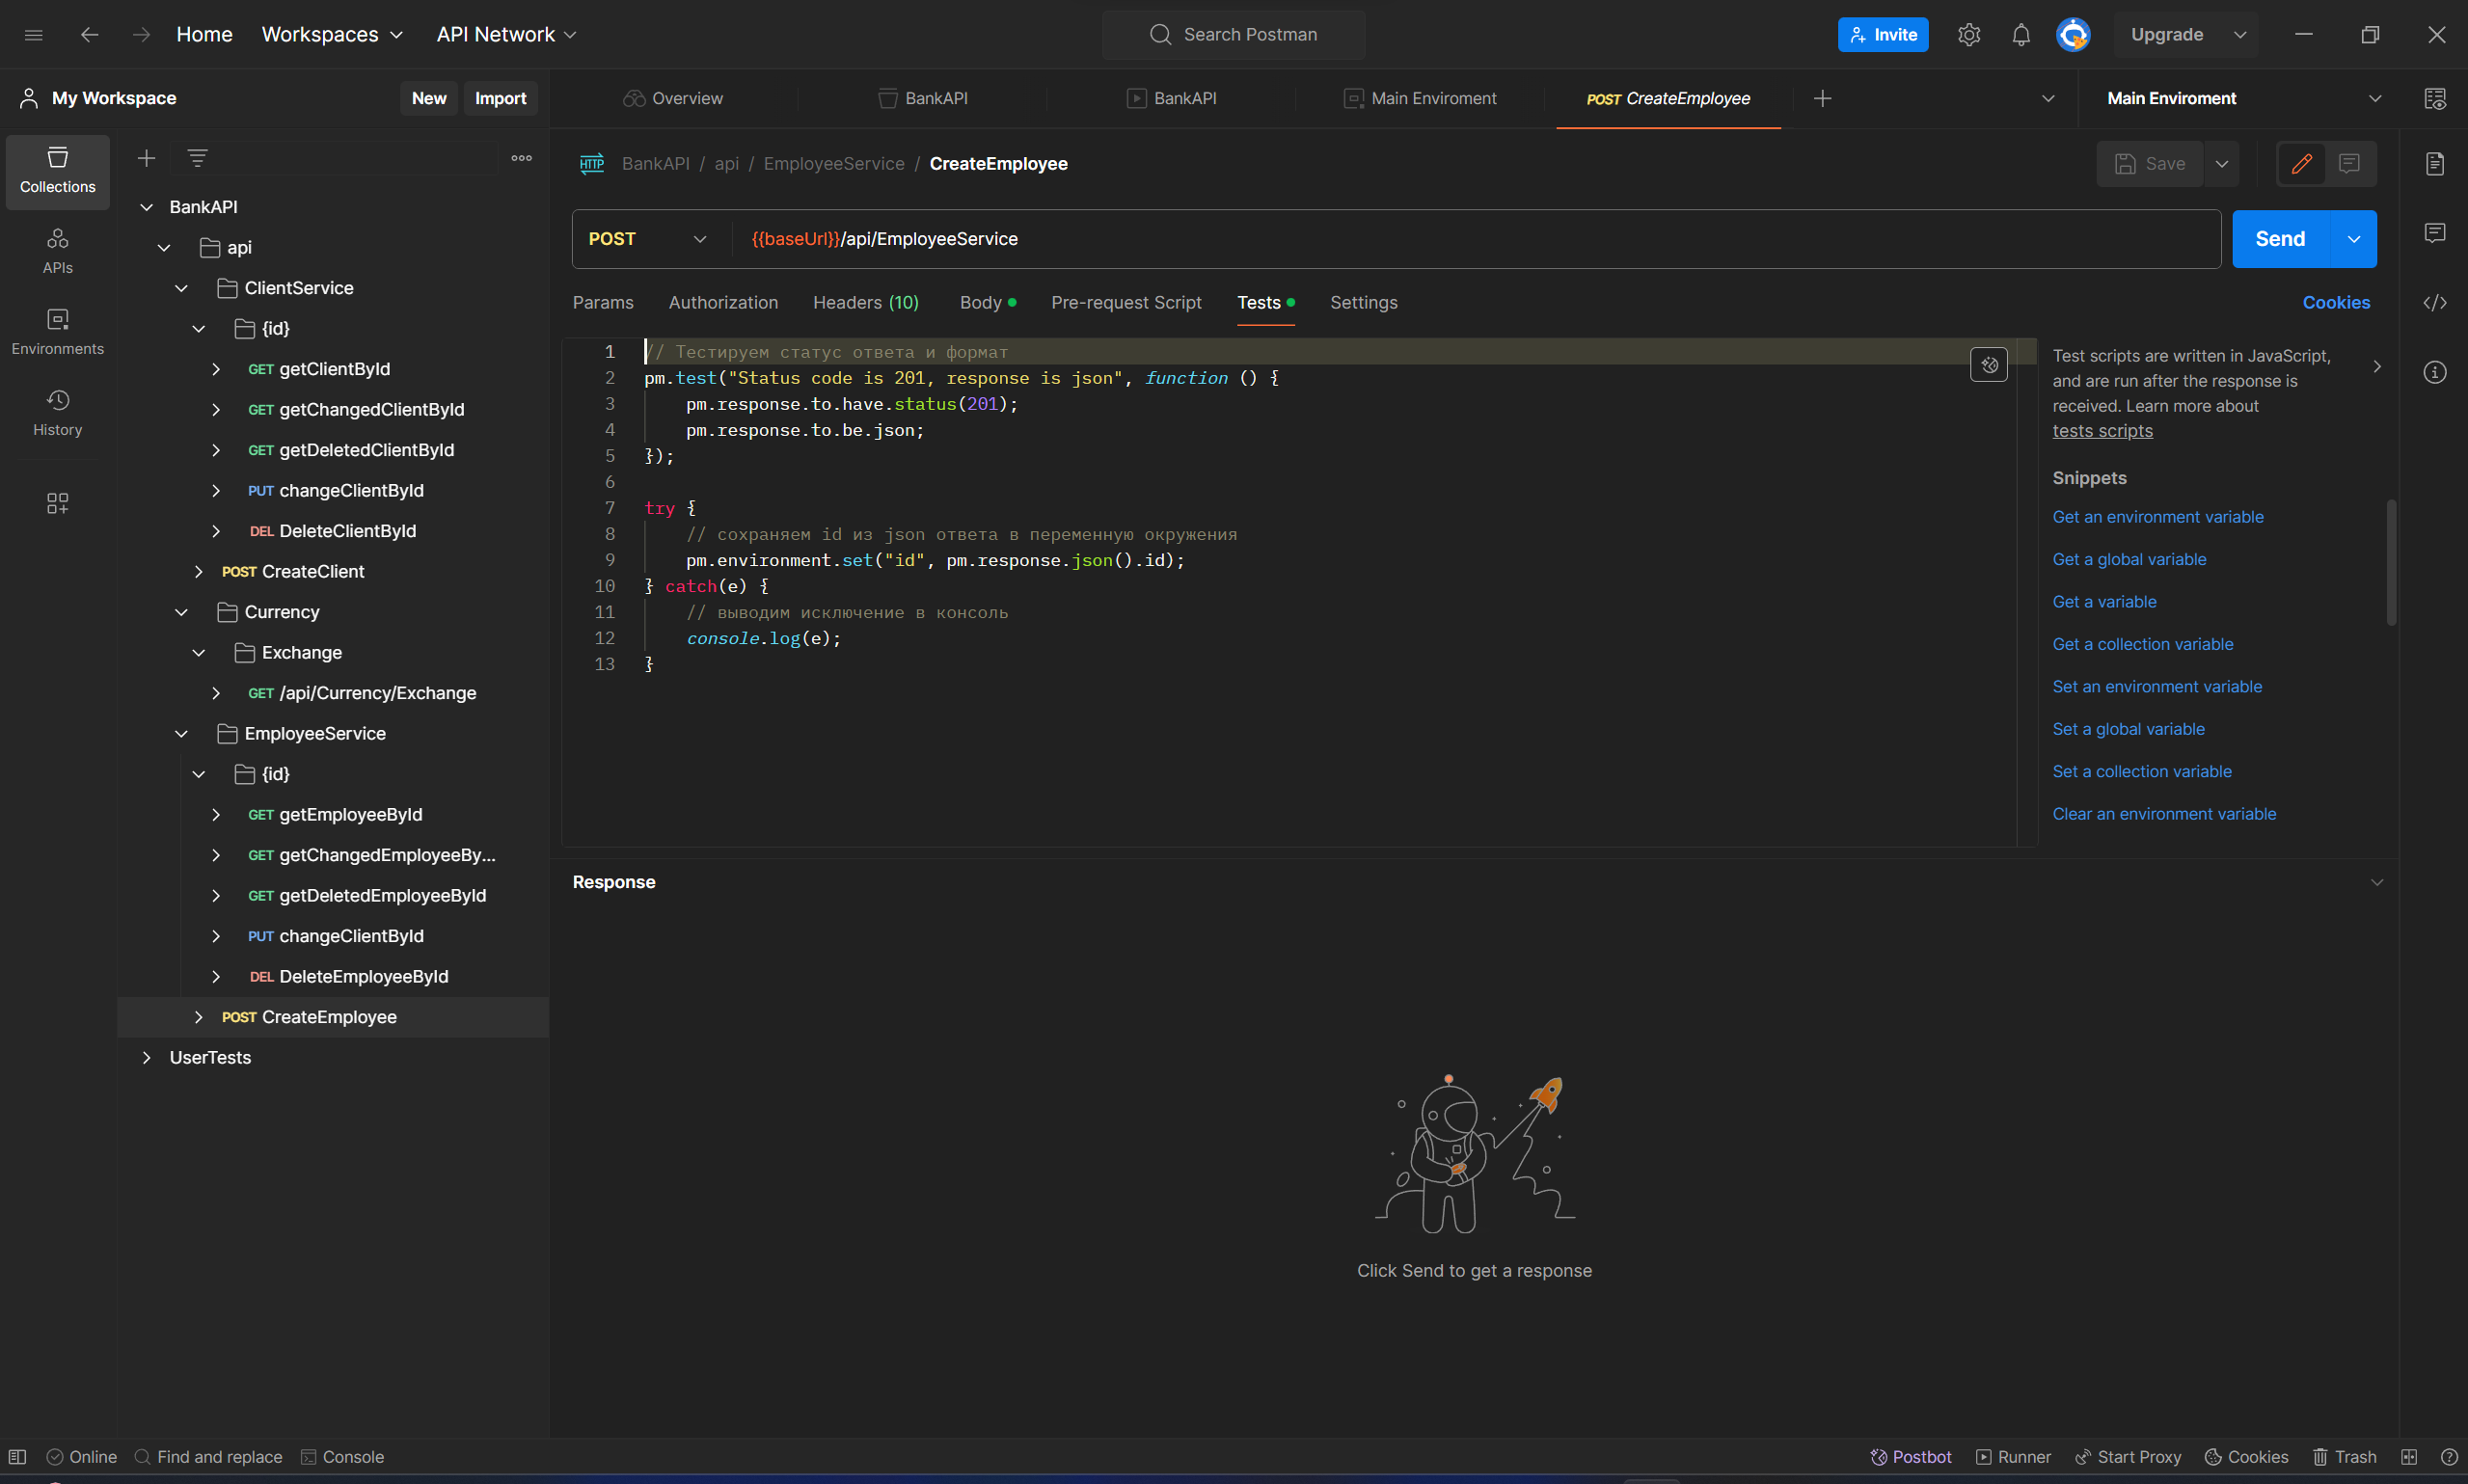 Home Workspaces API Network Search Postman Invite Upgrade
My Workspace New Import Overview BankAPI BankAPI Main Enviroment POST CreateEmployee Main Enviroment
Collections
APIs
Environments
History
BankAPI
api
ClientService
{id}
GET getClientById
GET getChangedClientById
GET getDeletedClientById
PUT changeClientById
DEL DeleteClientById
POST CreateClient
Currency
Exchange
GET /api/Currency/Exchange
EmployeeService
{id}
GET getEmployeeById
GET getChangedEmployeeBy...
GET getDeletedEmployeeById
PUT changeClientById
DEL DeleteEmployeeById
POST CreateEmployee
UserTests
HTTP BankAPI / api / EmployeeService / CreateEmployee Save
POST {{baseUrl}}/api/EmployeeService Send
Params Authorization Headers (10) Body Pre-request Script Tests Settings Cookies
1 // Тестируем статус ответа и формат
2 pm.test("Status code is 201, response is json", function () {
3 pm.response.to.have.status(201);
4 pm.response.to.be.json;
5 });
6
7 try {
8 // сохраняем id из json ответа в переменную окружения
9 pm.environment.set("id", pm.response.json().id);
10 } catch(e) {
11 // выводим исключение в консоль
12 console.log(e);
13 }
Test scripts are written in JavaScript,
and are run after the response is
received. Learn more about
tests scripts
Snippets
Get an environment variable
Get a global variable
Get a variable
Get a collection variable
Set an environment variable
Set a global variable
Set a collection variable
Clear an environment variable
Response
Click Send to get a response
Online Find and replace Console Postbot Runner Start Proxy Cookies Trash